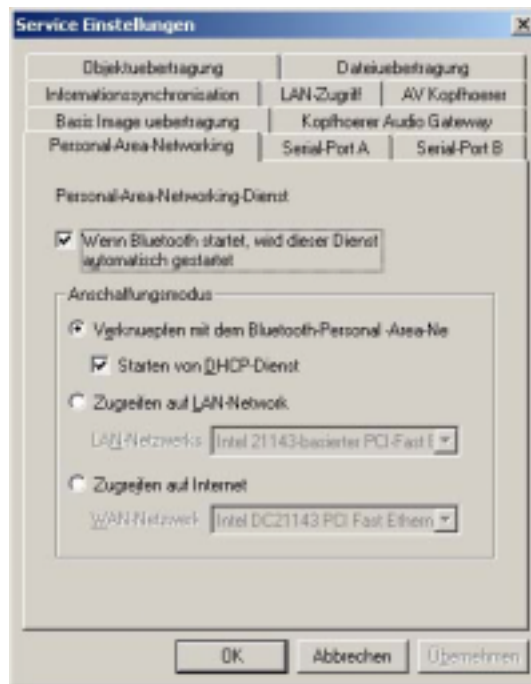 Service Einstellungen
Objektuebertragung
Dateiuebertragung
Informationssynchronisation
LAN-Zugriff
AV Kopfhoerer
Basis Image uebertragung
Kopfhoerer Audio Gateway
Personal-Area-Networking
Serial-Port A
Serial-Port B
Personal-Area-Networking-Dienst
Wenn Bluetooth startet, wird dieser Dienst
automatisch gestartet
Anschaffungsmodus
Verknuepfen mit dem Bluetooth-Personal -Area-Ne
Starten von DHCP-Dienst
Zugreifen auf LAN-Network
LAN-Netzwerks
Intel 21143-basierter PCI-Fast E
Zugreifen auf Internet
WAN-Netzwerk
Intel DC21143 PCI Fast Ethern
OK
Abbrechen
Übernehmen